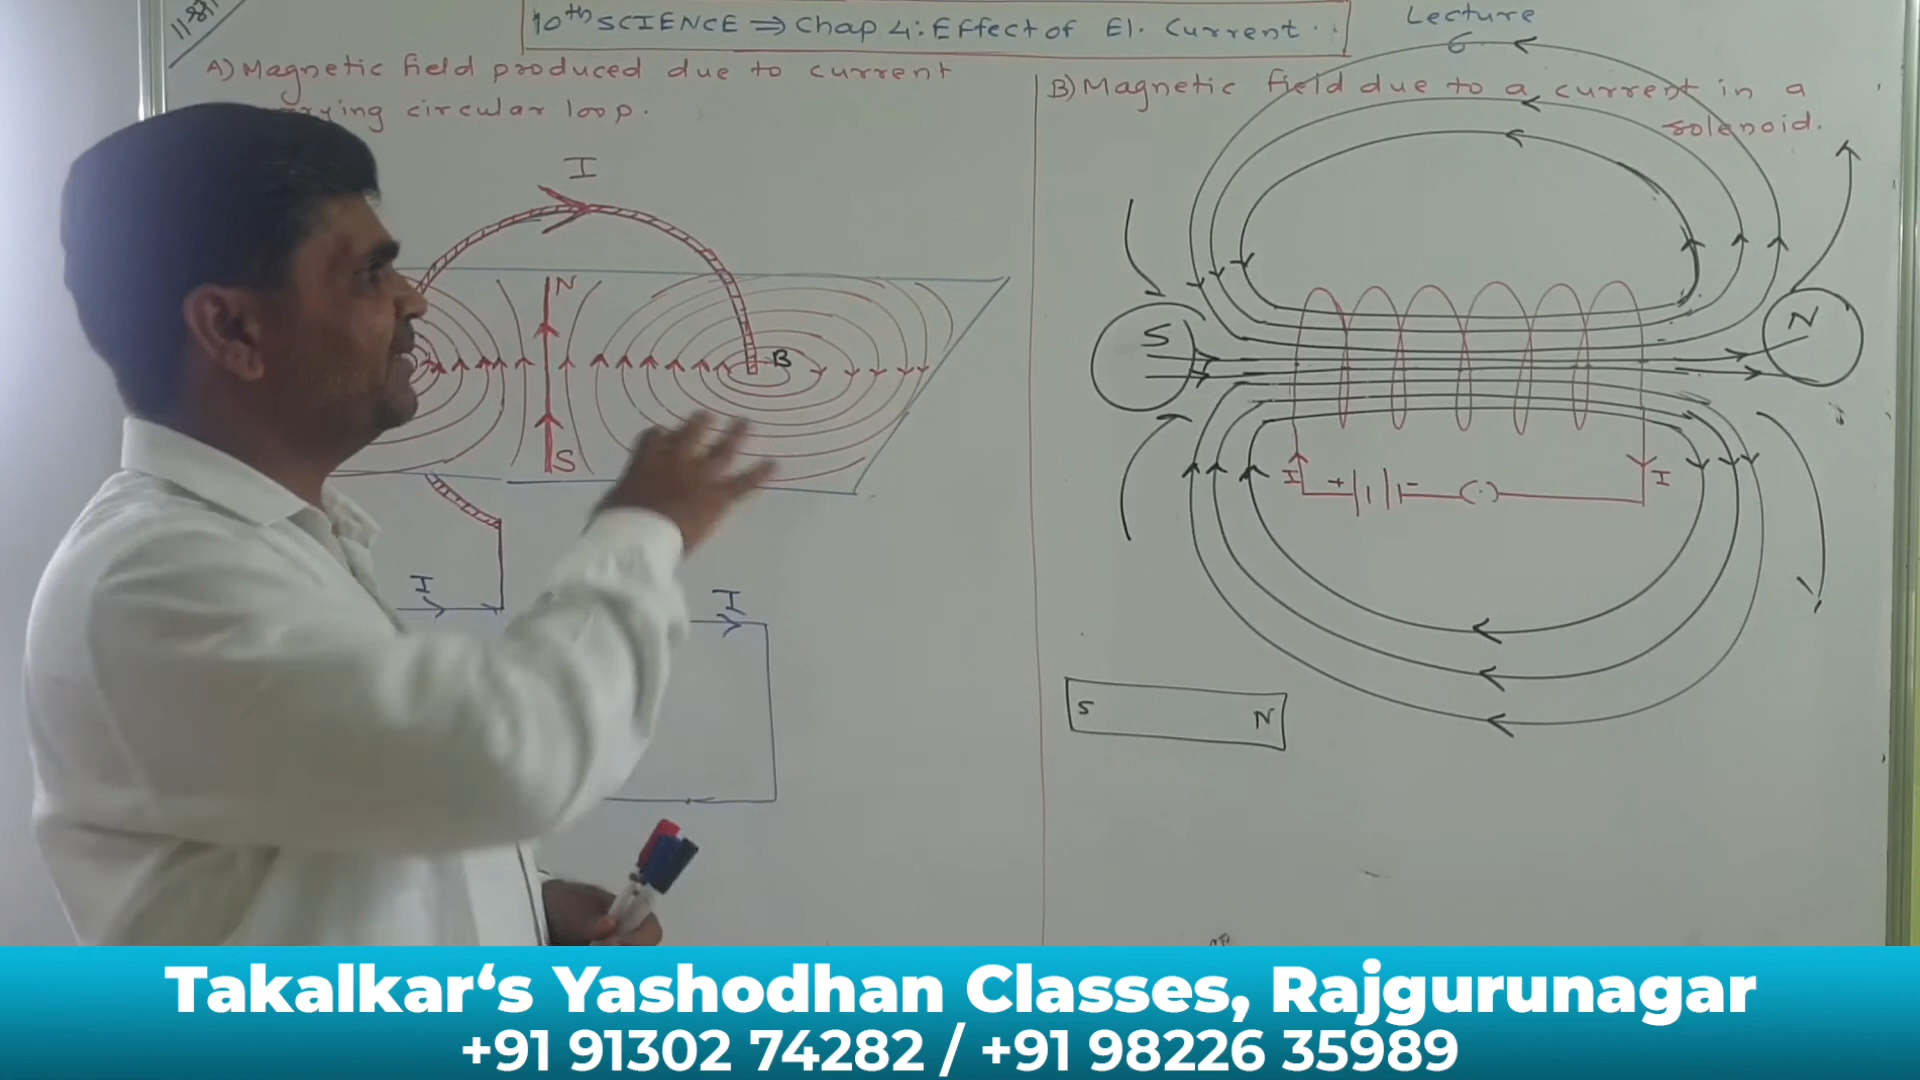 ॥श्री॥
10th SCIENCE ⇒ Chap 4: Effect of El. Current..
Lecture
6
A) Magnetic field produced due to current
circular loop.
I
N
B
S
I
I
B) Magnetic field due to a current in a
solenoid.
S
N
I
+
-
(·)
I
S
N
Takalkar‘s Yashodhan Classes, Rajgurunagar
+91 91302 74282 / +91 98226 35989